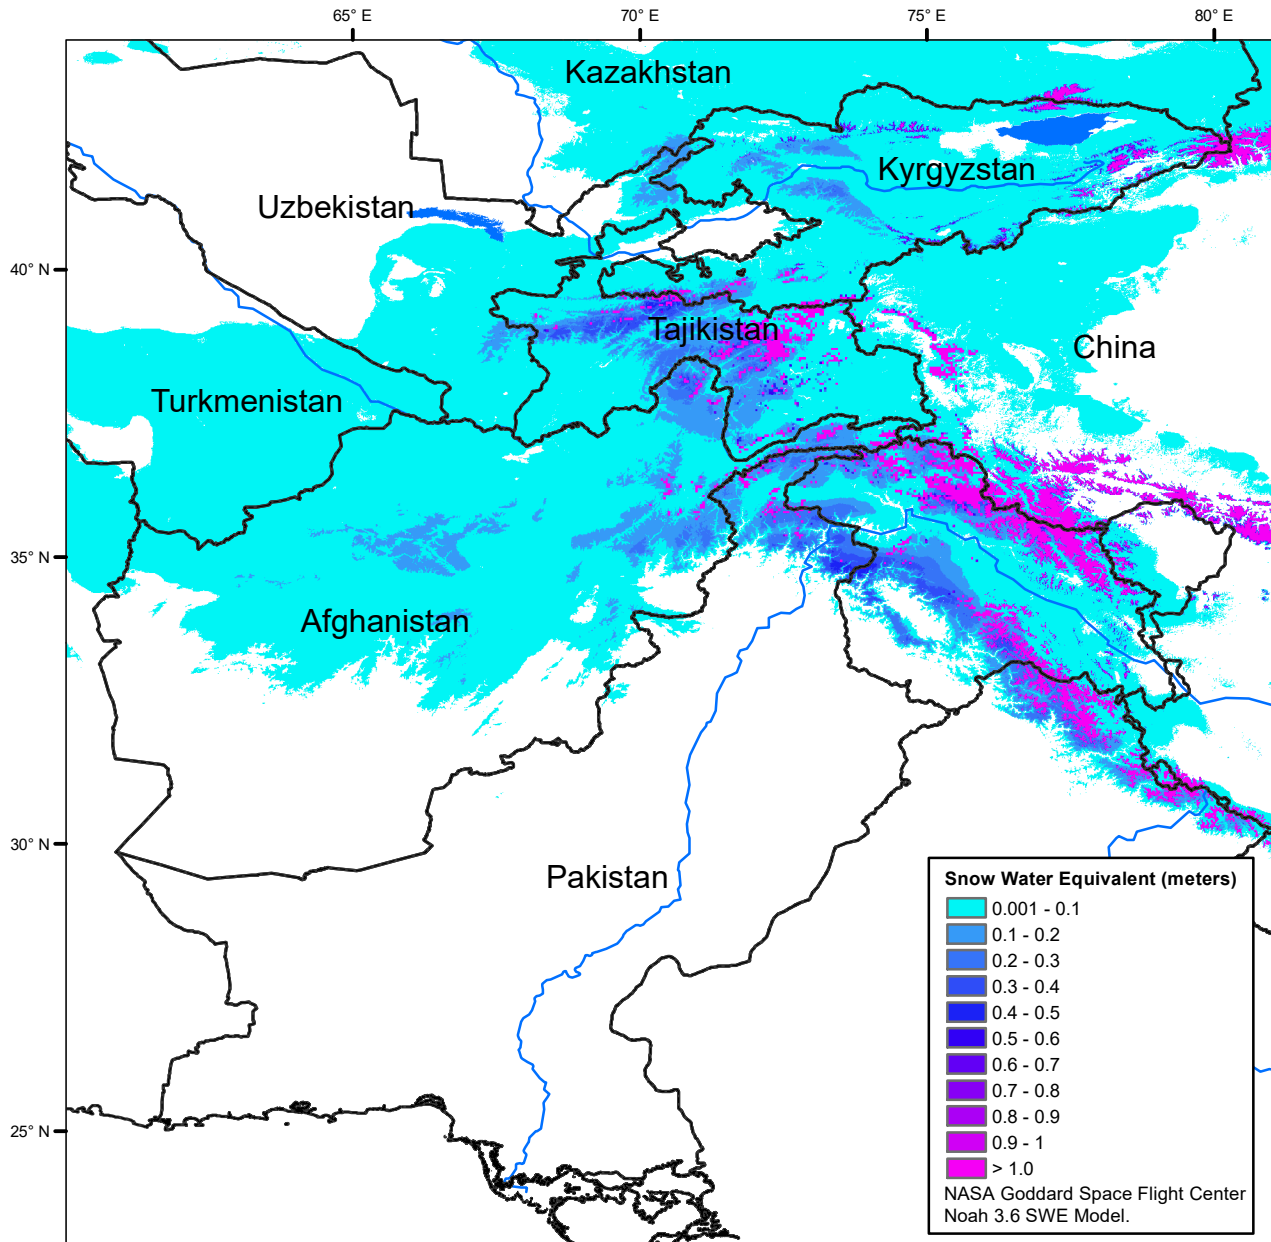 65° E
70° E
75° E
80° E
Kazakhstan
Kyrgyzstan
Uzbekistan
40° N
Tajikistan
China
Turkmenistan
35° N
Afghanistan
30° N
Pakistan
25° N
Snow Water Equivalent (meters)
0.001 - 0.1
0.1 - 0.2
0.2 - 0.3
0.3 - 0.4
0.4 - 0.5
0.5 - 0.6
0.6 - 0.7
0.7 - 0.8
0.8 - 0.9
0.9 - 1
> 1.0
NASA Goddard Space Flight Center
Noah 3.6 SWE Model.